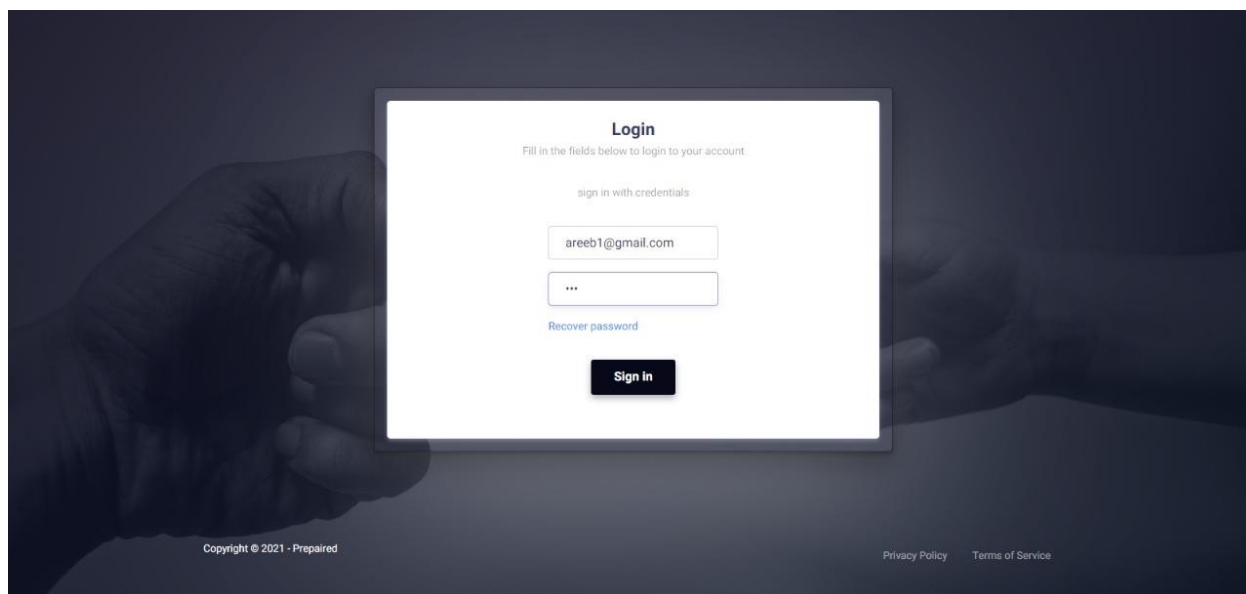 Login
Fill in the fields below to login to your account
sign in with credentials
areeb1@gmail.com
•••
Recover password
Sign in
Copyright © 2021 - Prepaired
Privacy Policy Terms of Service